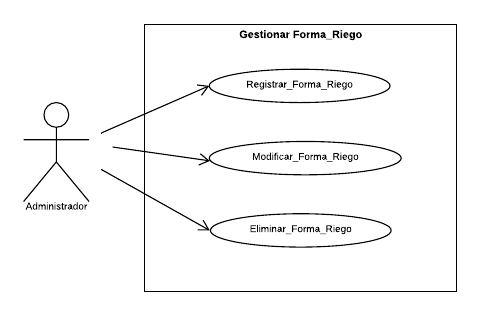 Gestionar Forma_Riego
Registrar_Forma_Riego
Modificar_Forma_Riego
Administrador
Eliminar_Forma_Riego